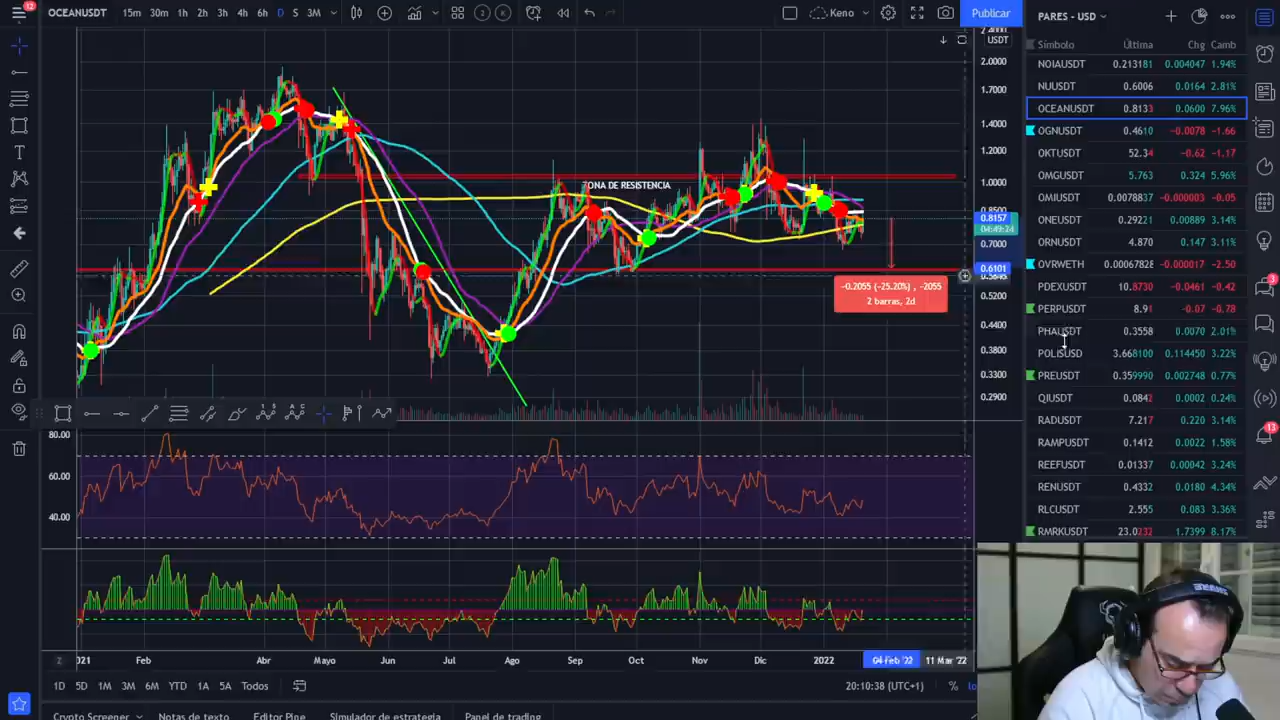 12
OCEANUSDT 15m 30m 1h 2h 3h 4h 6h D S 3M 2 K Keno Publicar
PARES - USD
Símbolo Última Chg Camb
NOIAUSDT 0.213181 0.004047 1.94%
NUUSDT 0.6006 0.0164 2.81%
OCEANUSDT 0.8133 0.0600 7.96%
OGNUSDT 0.4610 -0.0078 -1.66
OKTUSDT 52.34 -0.62 -1.17
OMGUSDT 5.763 0.324 5.96%
OMIUSDT 0.007837 -0.000003 -0.05
ONEUSDT 0.29221 0.00889 3.14%
ORNUSDT 4.870 0.147 3.11%
OVRWETH 0.00067828 -0.000017 -2.50
PDEXUSDT 10.8730 -0.0461 -0.42
PERPUSDT 8.91 -0.07 -0.78
PHAUSDT 0.3558 0.0070 2.01%
POLISUSD 3.668100 0.114450 3.22%
PREUSDT 0.359990 0.002748 0.77%
QIUSDT 0.0842 0.0002 0.24%
RADUSDT 7.217 0.220 3.14%
RAMPUSDT 0.1412 0.0022 1.58%
REEFUSDT 0.01337 0.00042 3.24%
RENUSDT 0.4332 0.0180 4.34%
RLCUSDT 2.555 0.083 3.36%
RMRKUSDT 23.0232 1.7399 8.17%
13
USDT
2.0000
1.7000
1.4000
1.2000
1.0000
0.8157
04:49:24
0.7000
0.6101
0.5200
0.4400
0.3800
0.3300
0.2900
ZONA DE RESISTENCIA
-0.2055 (-25.20%) , -2055
2 barras, 2d
80.00
60.00
40.00
Z 2021 Feb Abr Mayo Jun Jul Ago Sep Oct Nov Dic 2022 04 Feb '22 11 Mar '22
1D 5D 1M 3M 6M YTD 1A 5A Todos 20:10:38 (UTC+1) %
Crypto Screener Notas de texto Editor Pine Simulador de estrategia Panel de trading